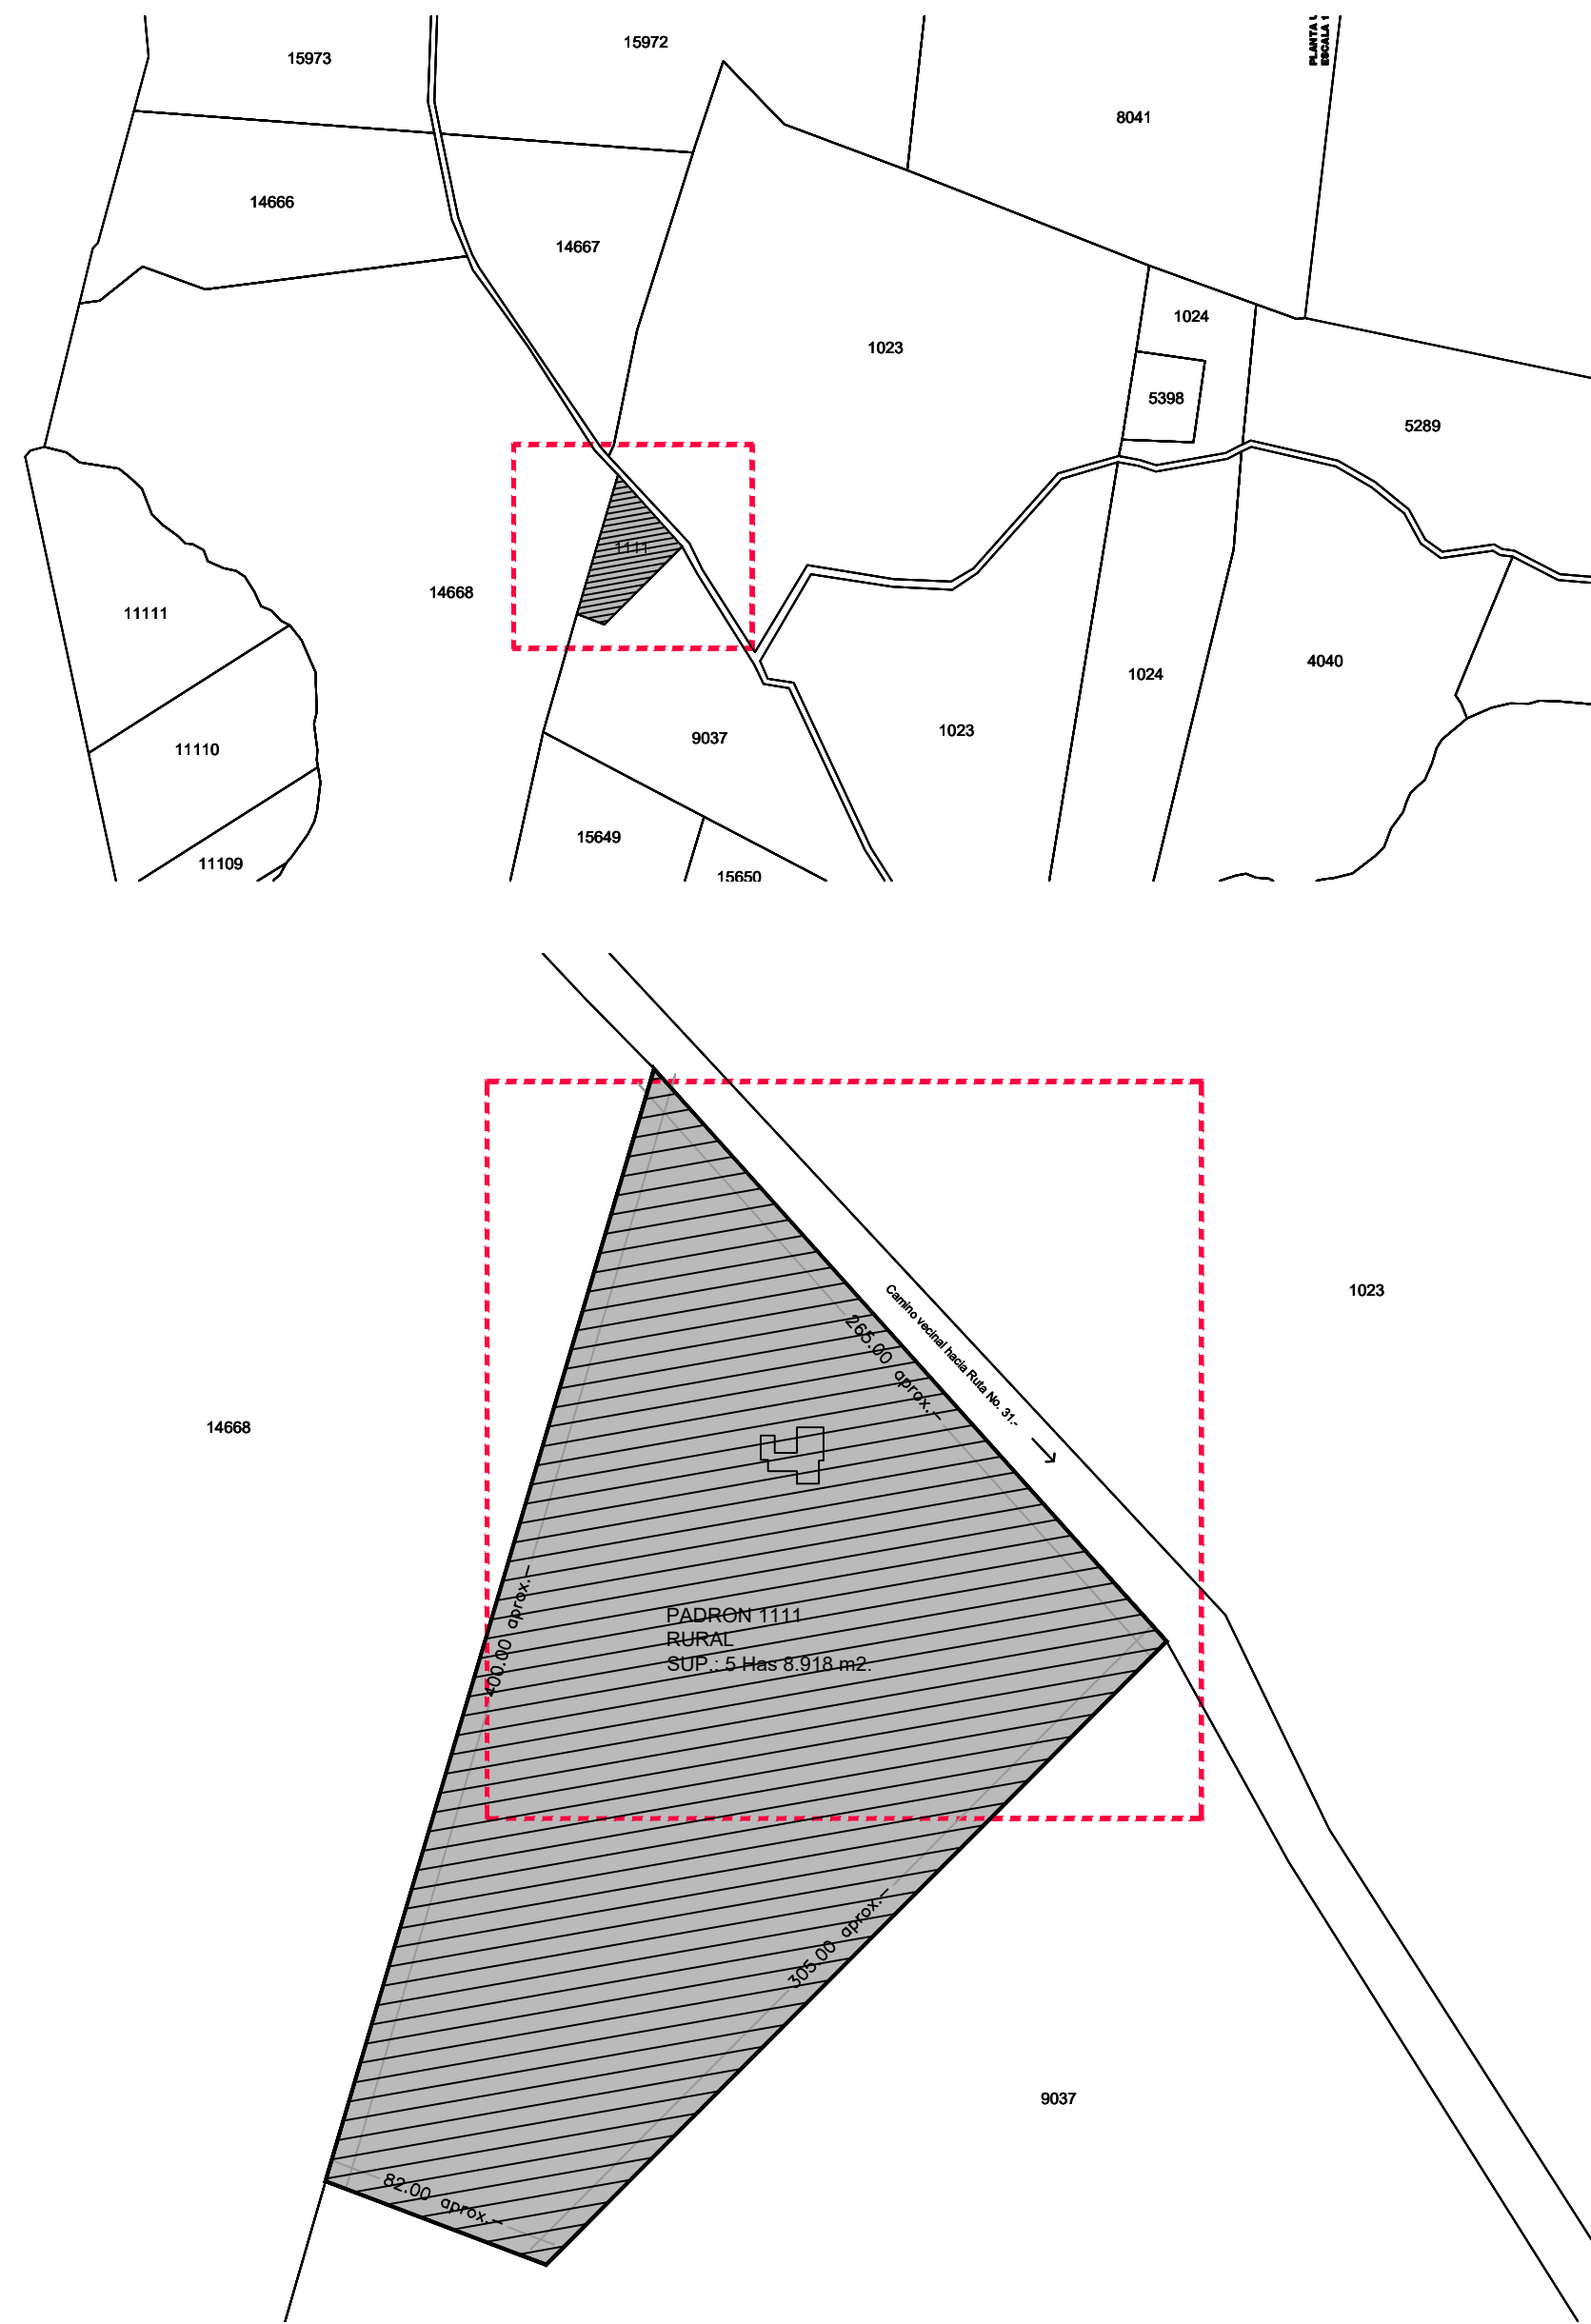 15973
15972
PLANTA
ESCALA 1
8041
14666
14667
1024
1023
5398
5289
1111
14668
11111
4040
1024
1023
9037
11110
15649
11109
15650
Camino vecinal hacia Ruta No. 31.-
1023
265.00 aprox.-
14668
PADRON 1111
RURAL
SUP.: 5 Has 8.918 m2.
400.00 aprox.-
305.00 aprox.-
9037
82.00 aprox.-